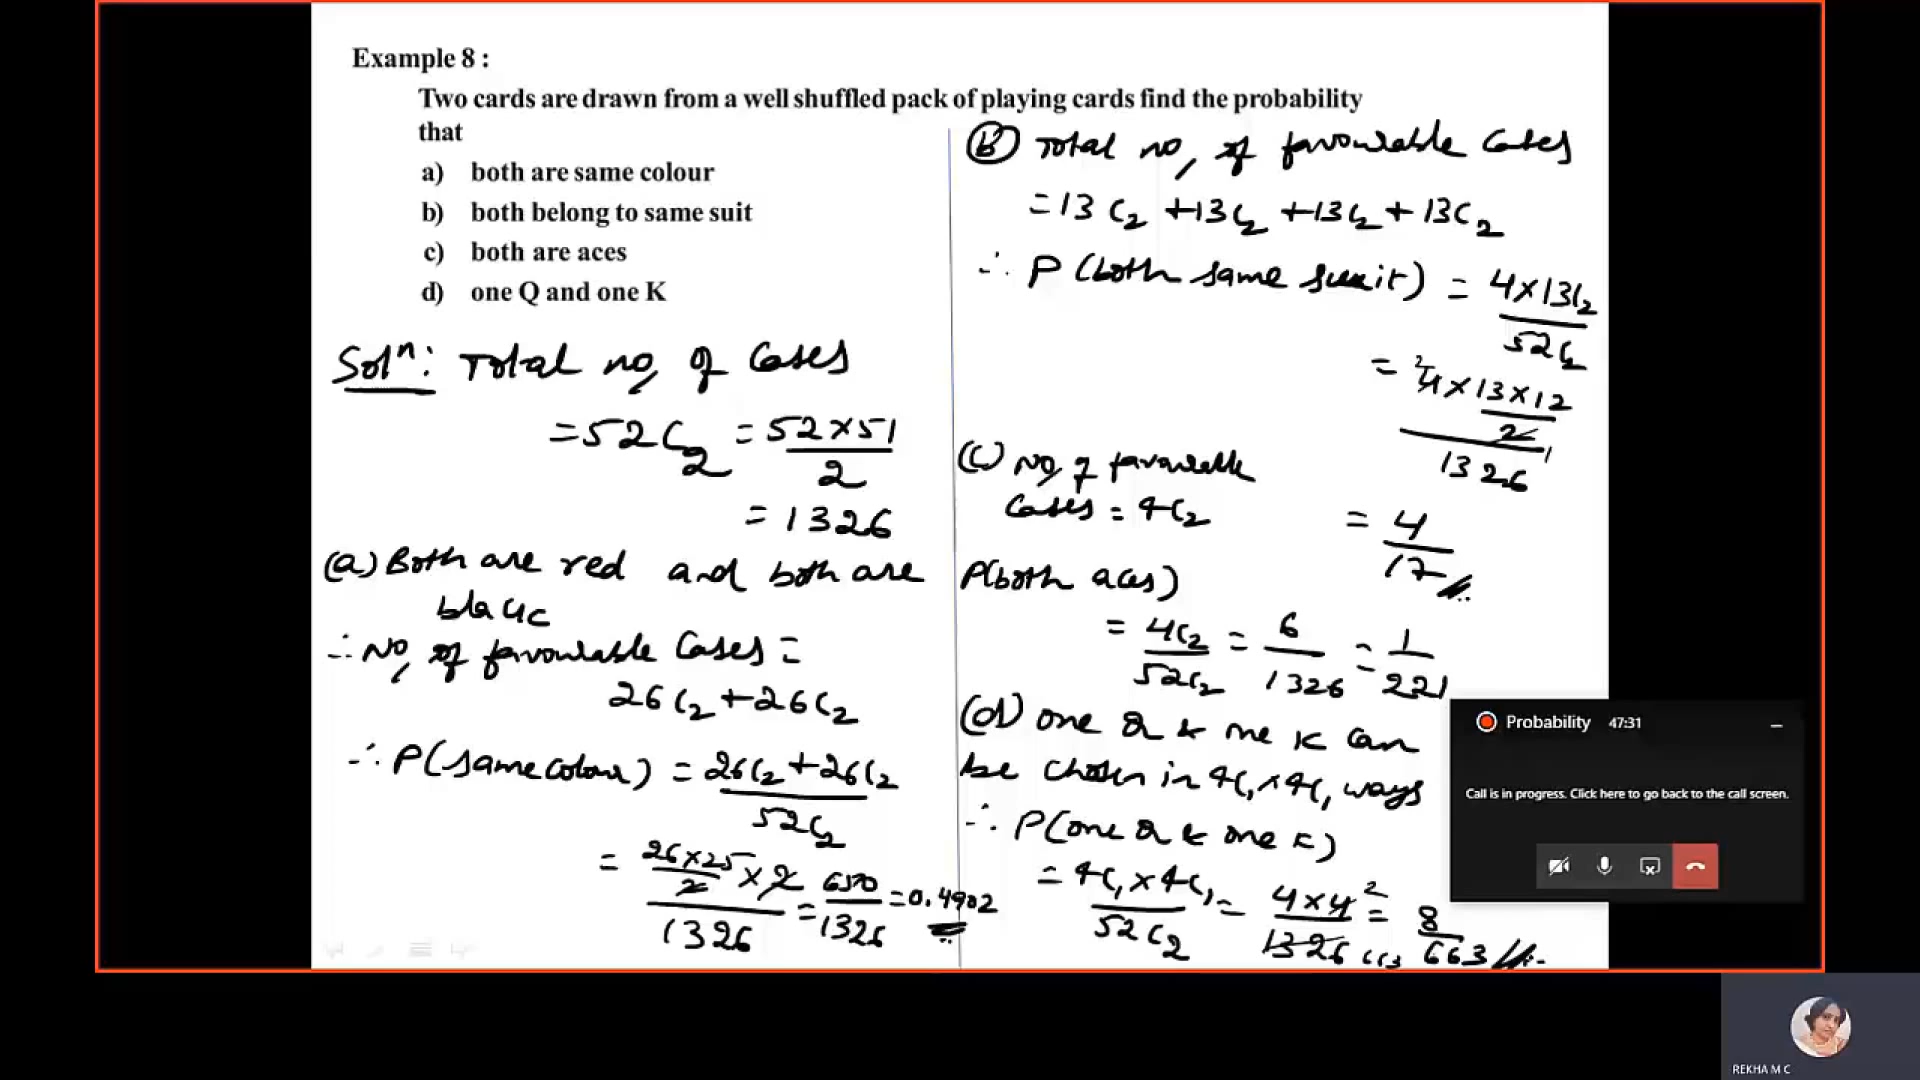 Example 8 :
Two cards are drawn from a well shuffled pack of playing cards find the probability
that
a) both are same colour
b) both belong to same suit
c) both are aces
d) one Q and one K
Soln: Total no, of Cases
= 52C2 = 52×51/2
= 1326
(a) Both are red and both are
black
∴ No, of favourable Cases =
26C2+26C2
∴ P(same colour) = 26C2+26C2/52C2
= 26×25/2 ×2/1326 = 650/1326 = 0.4902
(b) Total no, of favourable Cases
= 13C2 +13C2 +13C2 + 13C2
∴ P (both same suit) = 4×13C2/52C2
= 4×13×12/2/1326
= 4/17
(c) No, of favourable
Cases = 4C2
P(both aces)
= 4C2/52C2 = 6/1326 = 1/221
(d) one Q & one K can
be chosen in 4C1×4C1 ways
∴ P(one Q & one K)
= 4C1×4C1/52C2 = 4×4 2/1326 663 = 8/663
Probability 47:31
Call is in progress. Click here to go back to the call screen.
REKHA M C